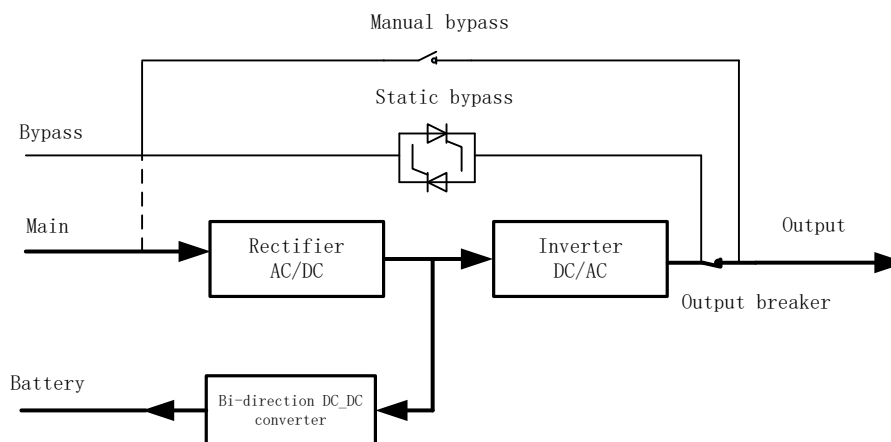 Manual bypass
Static bypass
Bypass
Main
Rectifier
AC/DC
Inverter
DC/AC
Output
Output breaker
Battery
Bi-direction DC_DC
converter